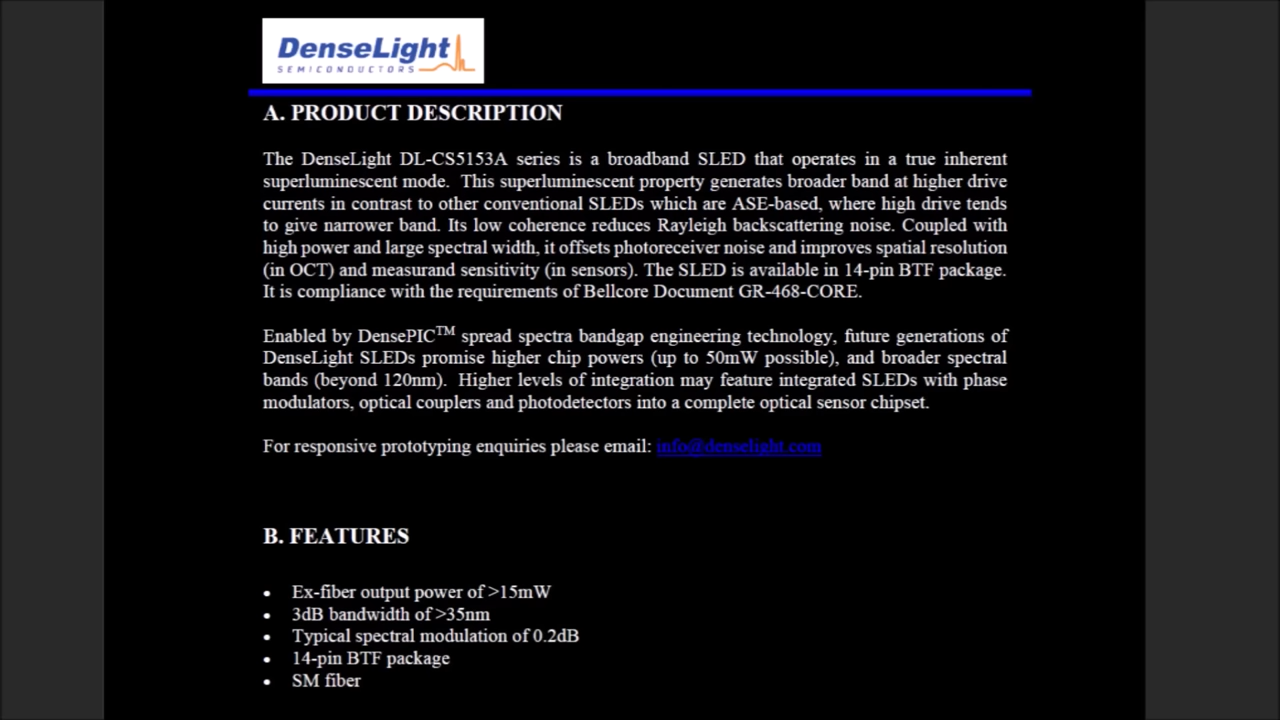 DenseLight
SEMICONDUCTORS
A. PRODUCT DESCRIPTION
The DenseLight DL-CS5153A series is a broadband SLED that operates in a true inherent
superluminescent mode. This superluminescent property generates broader band at higher drive
currents in contrast to other conventional SLEDs which are ASE-based, where high drive tends
to give narrower band. Its low coherence reduces Rayleigh backscattering noise. Coupled with
high power and large spectral width, it offsets photoreceiver noise and improves spatial resolution
(in OCT) and measurand sensitivity (in sensors). The SLED is available in 14-pin BTF package.
It is compliance with the requirements of Bellcore Document GR-468-CORE.
Enabled by DensePIC™ spread spectra bandgap engineering technology, future generations of
DenseLight SLEDs promise higher chip powers (up to 50mW possible), and broader spectral
bands (beyond 120nm). Higher levels of integration may feature integrated SLEDs with phase
modulators, optical couplers and photodetectors into a complete optical sensor chipset.
For responsive prototyping enquiries please email: info@denselight.com
B. FEATURES
• Ex-fiber output power of >15mW
• 3dB bandwidth of >35nm
• Typical spectral modulation of 0.2dB
• 14-pin BTF package
• SM fiber